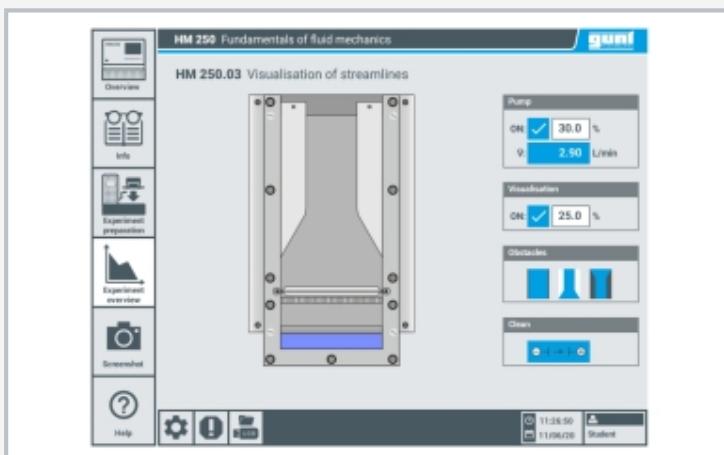 HM 250 Fundamentals of fluid mechanics
gunt
HM 250.03 Visualisation of streamlines
Overview
Info
Experiment
preparation
Experiment
overview
Screenshot
Help
Pump
ON: 30.0 %
V: 2.90 L/min
Visualisation
ON: 25.0 %
Obstacles
Clean
11:26:50
11/06/20
Student